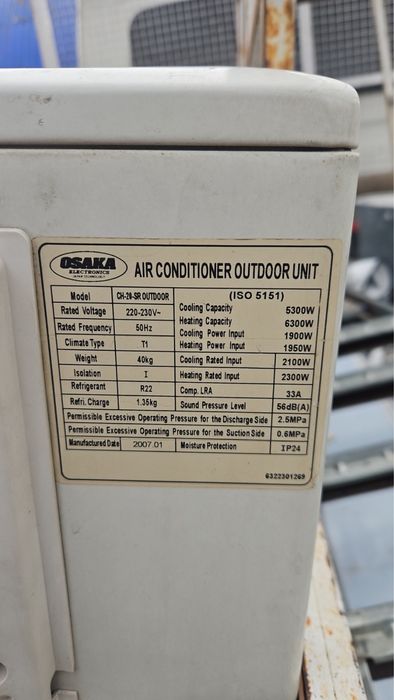 OSAKA
ELECTRONICS
JAPAN TECHNOLOGY
AIR CONDITIONER OUTDOOR UNIT
Model CH-20-SR OUTDOOR (ISO 5151)
Rated Voltage 220-230V~ Cooling Capacity 5300W
Rated Frequency 50Hz Heating Capacity 6300W
Climate Type T1 Cooling Power Input 1900W
Heating Power Input 1950W
Weight 40kg Cooling Rated Input 2100W
Isolation I Heating Rated Input 2300W
Refrigerant R22 Comp. LRA 33A
Refri. Charge 1.35kg Sound Pressure Level 56dB(A)
Permissible Excessive Operating Pressure for the Discharge Side 2.5MPa
Permissible Excessive Operating Pressure for the Suction Side 0.6MPa
Manufactured Date 2007.01 Moisture Protection IP24
6322301269